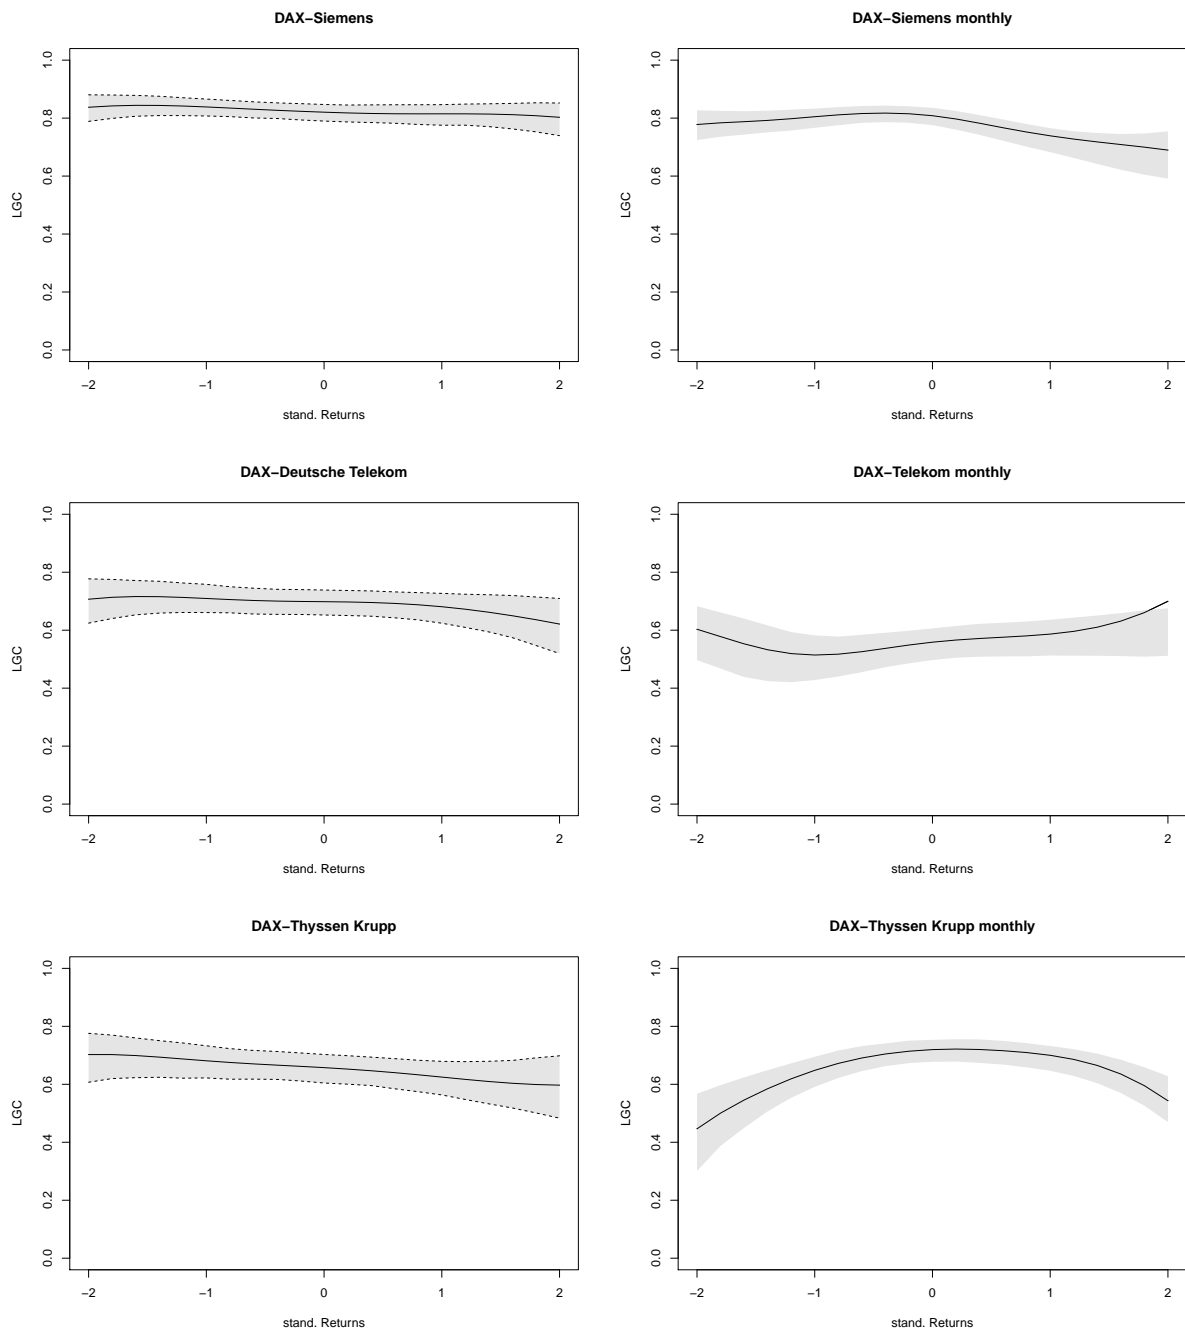 DAX−Siemens
1.0
0.8
0.6
0.4
0.2
0.0
LGC
−2 −1 0 1 2
stand. Returns
DAX−Siemens monthly
1.0
0.8
0.6
0.4
0.2
0.0
LGC
−2 −1 0 1 2
stand. Returns
DAX−Deutsche Telekom
1.0
0.8
0.6
0.4
0.2
0.0
LGC
−2 −1 0 1 2
stand. Returns
DAX−Telekom monthly
1.0
0.8
0.6
0.4
0.2
0.0
LGC
−2 −1 0 1 2
stand. Returns
DAX−Thyssen Krupp
1.0
0.8
0.6
0.4
0.2
0.0
LGC
−2 −1 0 1 2
stand. Returns
DAX−Thyssen Krupp monthly
1.0
0.8
0.6
0.4
0.2
0.0
LGC
−2 −1 0 1 2
stand. Returns